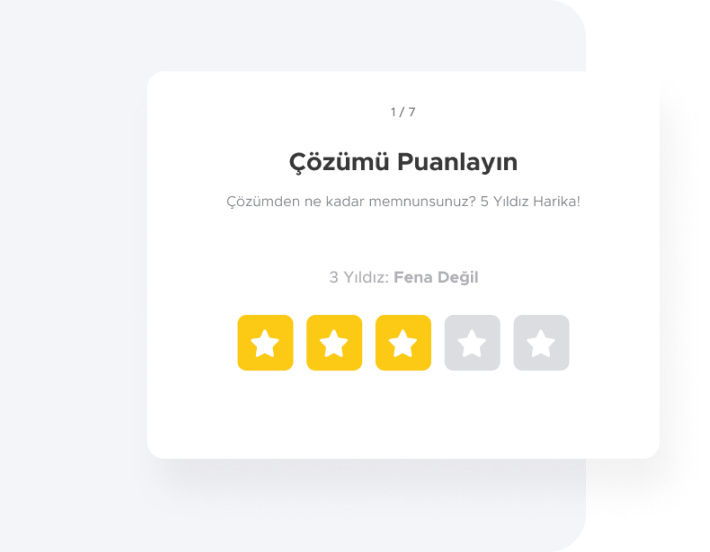 1 / 7
Çözümü Puanlayın
Çözümden ne kadar memnunsunuz? 5 Yıldız Harika!
3 Yıldız: Fena Değil